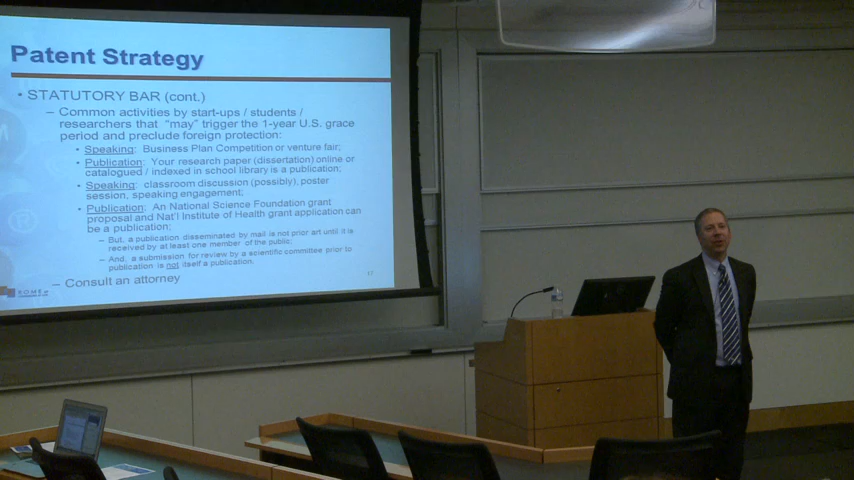 Patent Strategy
• STATUTORY BAR (cont.)
– Common activities by start-ups / students /
researchers that "may" trigger the 1-year U.S. grace
period and preclude foreign protection:
• Speaking: Business Plan Competition or venture fair;
• Publication: Your research paper (dissertation) online or
catalogued / indexed in school library is a publication;
• Speaking: classroom discussion (possibly), poster
session, speaking engagement;
• Publication: An National Science Foundation grant
proposal and Nat'l Institute of Health grant application can
be a publication;
– But, a publication disseminated by mail is not prior art until it is
received by at least one member of the public;
– And, a submission for review by a scientific committee prior to
publication is not itself a publication.
– Consult an attorney
17